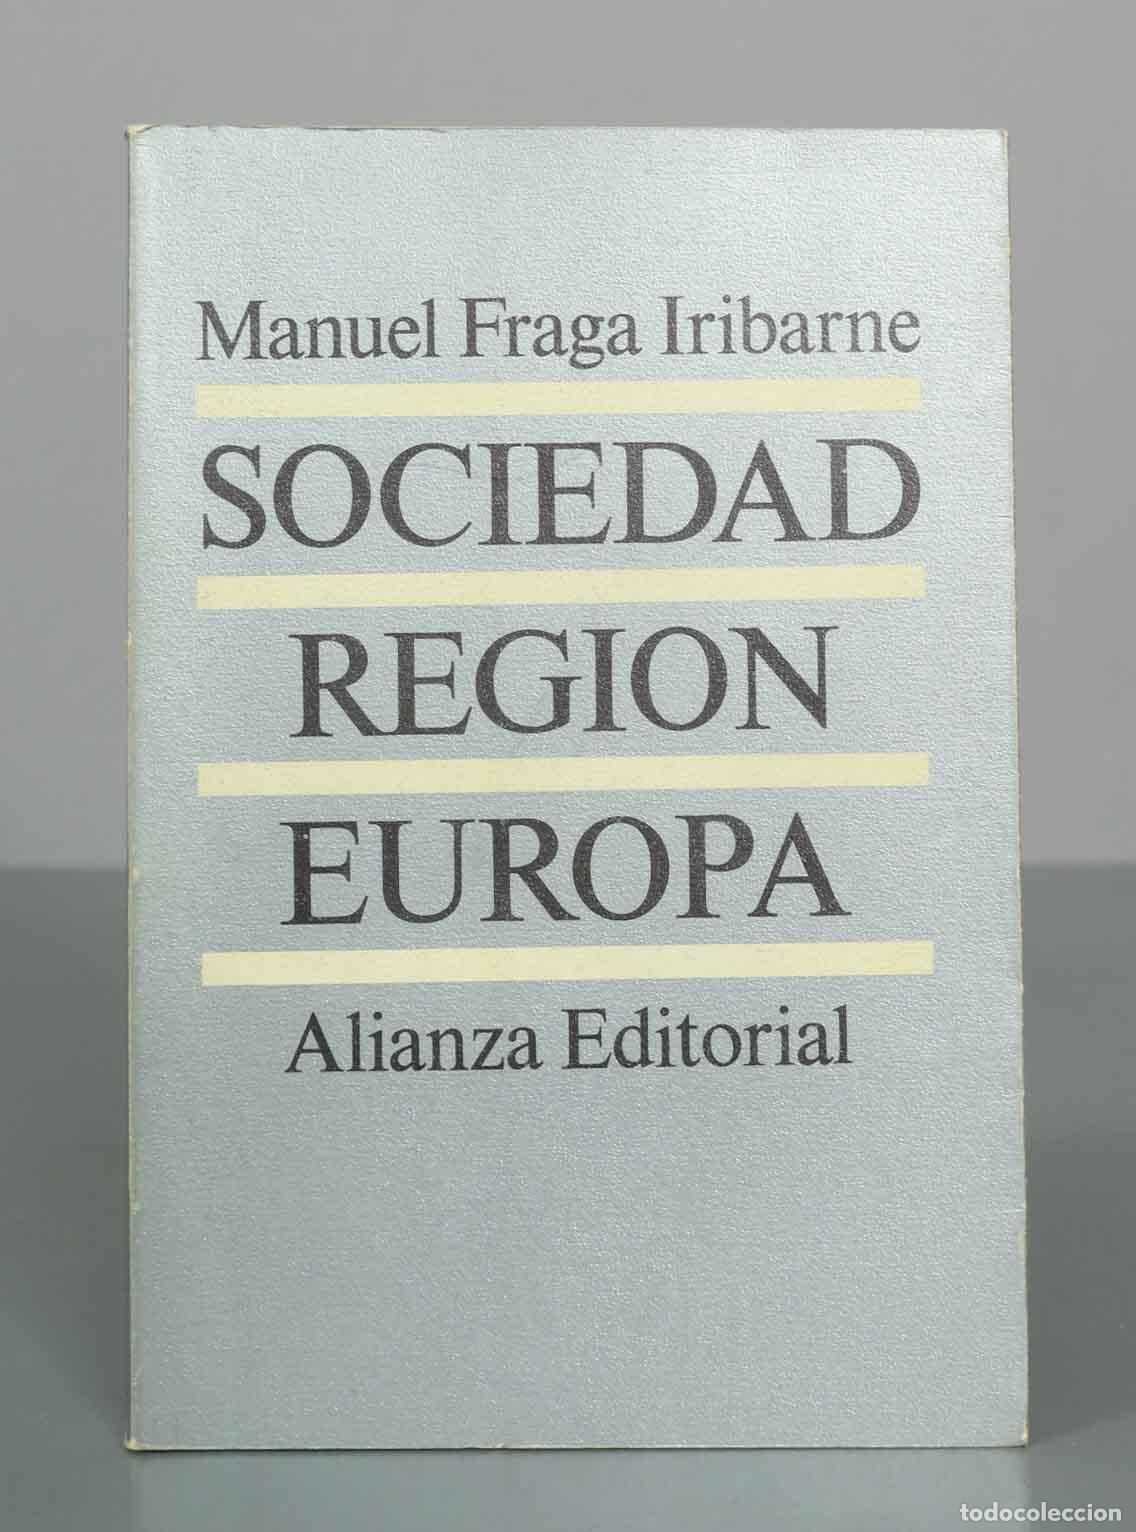 Manuel Fraga Iribarne
SOCIEDAD
REGION
EUROPA
Alianza Editorial
todocoleccion